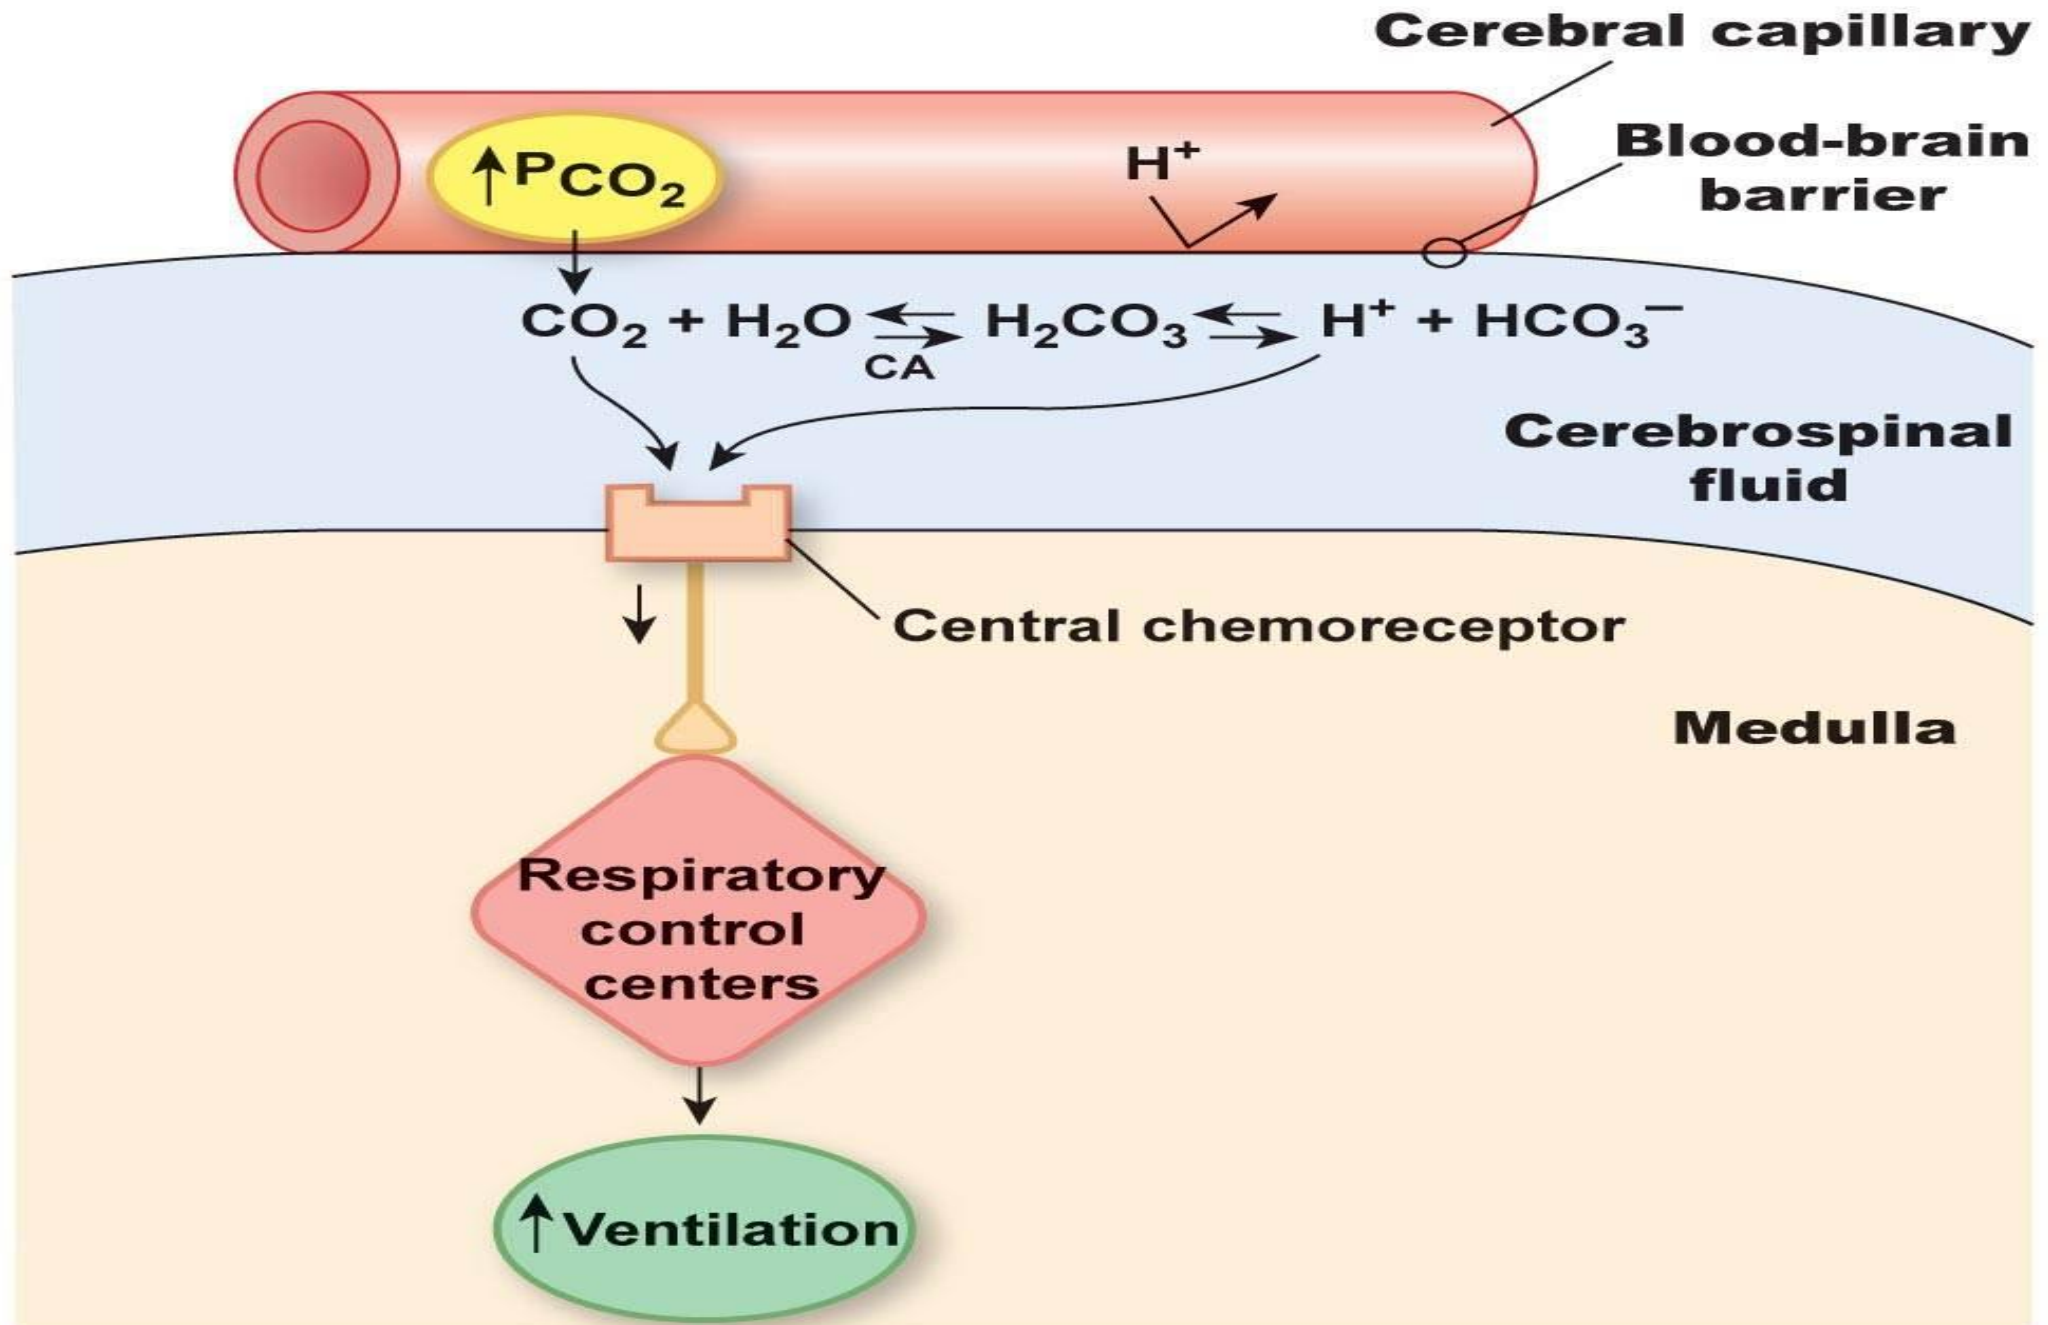 Cerebral capillary
Blood-brain
barrier
↑PCO₂
H⁺
CO₂ + H₂O ⇄ H₂CO₃ ⇄ H⁺ + HCO₃⁻
CA
Cerebrospinal
fluid
Central chemoreceptor
Medulla
Respiratory
control
centers
↑Ventilation